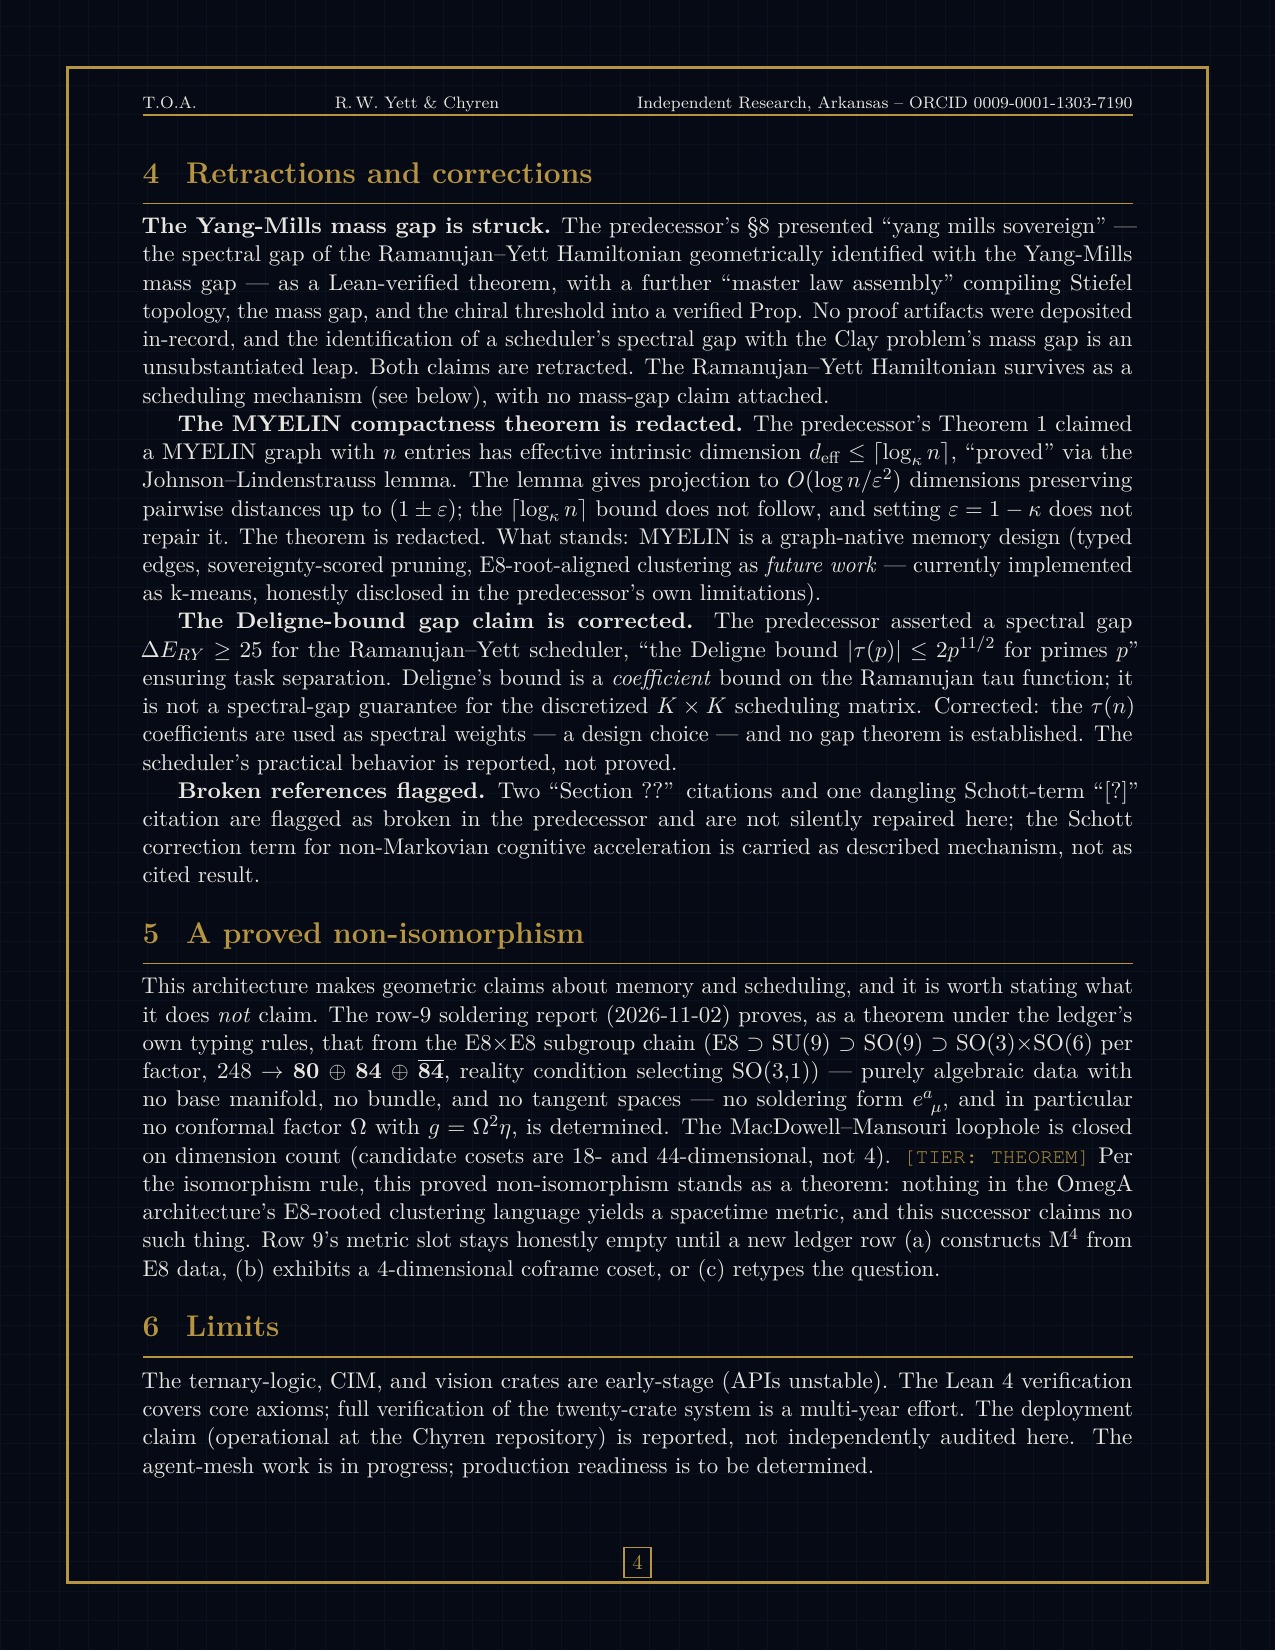 T.O.A. R. W. Yett & Chyren Independent Research, Arkansas – ORCID 0009-0001-1303-7190
4 Retractions and corrections
The Yang-Mills mass gap is struck. The predecessor's §8 presented “yang mills sovereign” —
the spectral gap of the Ramanujan–Yett Hamiltonian geometrically identified with the Yang-Mills
mass gap — as a Lean-verified theorem, with a further “master law assembly” compiling Stiefel
topology, the mass gap, and the chiral threshold into a verified Prop. No proof artifacts were deposited
in-record, and the identification of a scheduler's spectral gap with the Clay problem's mass gap is an
unsubstantiated leap. Both claims are retracted. The Ramanujan–Yett Hamiltonian survives as a
scheduling mechanism (see below), with no mass-gap claim attached.
The MYELIN compactness theorem is redacted. The predecessor's Theorem 1 claimed
a MYELIN graph with n entries has effective intrinsic dimension d_eff ≤ ⌈log_κ n⌉, “proved” via the
Johnson–Lindenstrauss lemma. The lemma gives projection to O(log n/ε²) dimensions preserving
pairwise distances up to (1 ± ε); the ⌈log_κ n⌉ bound does not follow, and setting ε = 1 − κ does not
repair it. The theorem is redacted. What stands: MYELIN is a graph-native memory design (typed
edges, sovereignty-scored pruning, E8-root-aligned clustering as future work — currently implemented
as k-means, honestly disclosed in the predecessor's own limitations).
The Deligne-bound gap claim is corrected. The predecessor asserted a spectral gap
ΔE_RY ≥ 25 for the Ramanujan–Yett scheduler, “the Deligne bound |τ(p)| ≤ 2p^{11/2} for primes p”
ensuring task separation. Deligne's bound is a coefficient bound on the Ramanujan tau function; it
is not a spectral-gap guarantee for the discretized K × K scheduling matrix. Corrected: the τ(n)
coefficients are used as spectral weights — a design choice — and no gap theorem is established. The
scheduler's practical behavior is reported, not proved.
Broken references flagged. Two “Section ??” citations and one dangling Schott-term “[?]”
citation are flagged as broken in the predecessor and are not silently repaired here; the Schott
correction term for non-Markovian cognitive acceleration is carried as described mechanism, not as
cited result.
5 A proved non-isomorphism
This architecture makes geometric claims about memory and scheduling, and it is worth stating what
it does not claim. The row-9 soldering report (2026-11-02) proves, as a theorem under the ledger's
own typing rules, that from the E8×E8 subgroup chain (E8 ⊃ SU(9) ⊃ SO(9) ⊃ SO(3)×SO(6) per
factor, 248 → 80 ⊕ 84 ⊕ 8̅4̅, reality condition selecting SO(3,1)) — purely algebraic data with
no base manifold, no bundle, and no tangent spaces — no soldering form e^a_μ, and in particular
no conformal factor Ω with g = Ω²η, is determined. The MacDowell–Mansouri loophole is closed
on dimension count (candidate cosets are 18- and 44-dimensional, not 4). [TIER: THEOREM] Per
the isomorphism rule, this proved non-isomorphism stands as a theorem: nothing in the OmegA
architecture's E8-rooted clustering language yields a spacetime metric, and this successor claims no
such thing. Row 9's metric slot stays honestly empty until a new ledger row (a) constructs M⁴ from
E8 data, (b) exhibits a 4-dimensional coframe coset, or (c) retypes the question.
6 Limits
The ternary-logic, CIM, and vision crates are early-stage (APIs unstable). The Lean 4 verification
covers core axioms; full verification of the twenty-crate system is a multi-year effort. The deployment
claim (operational at the Chyren repository) is reported, not independently audited here. The
agent-mesh work is in progress; production readiness is to be determined.
4